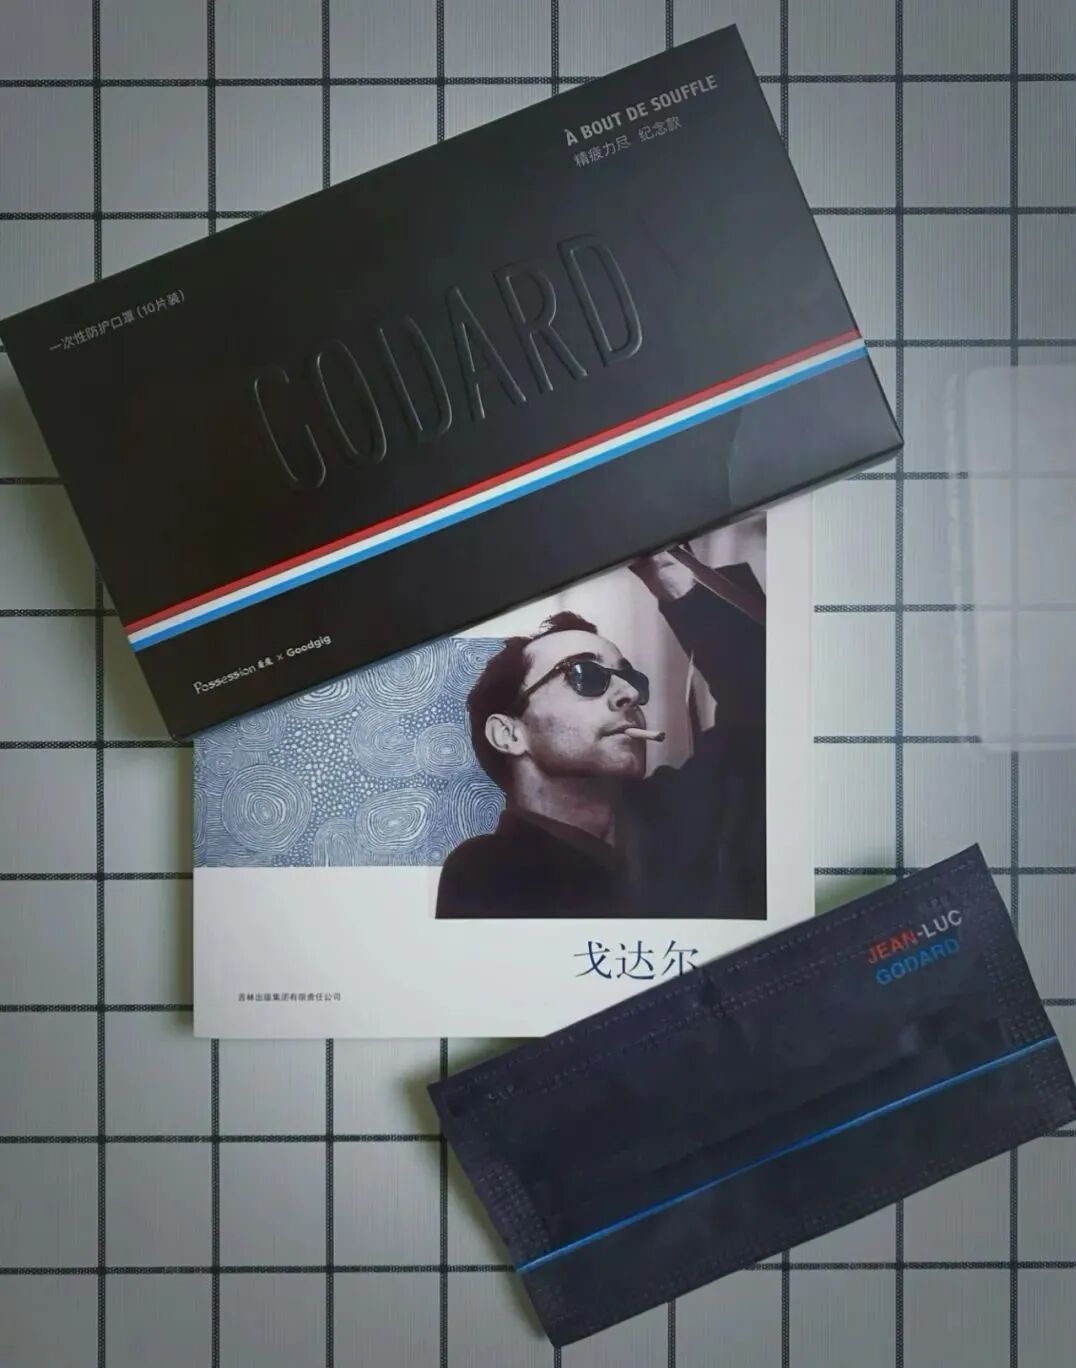 À BOUT DE SOUFFLE
精疲力尽 纪念款
一次性防护口罩(10片装)
GODARD
Possession 着魔 × Goodgig
戈达尔
吉林出版集团有限责任公司
JEAN-LUC
GODARD